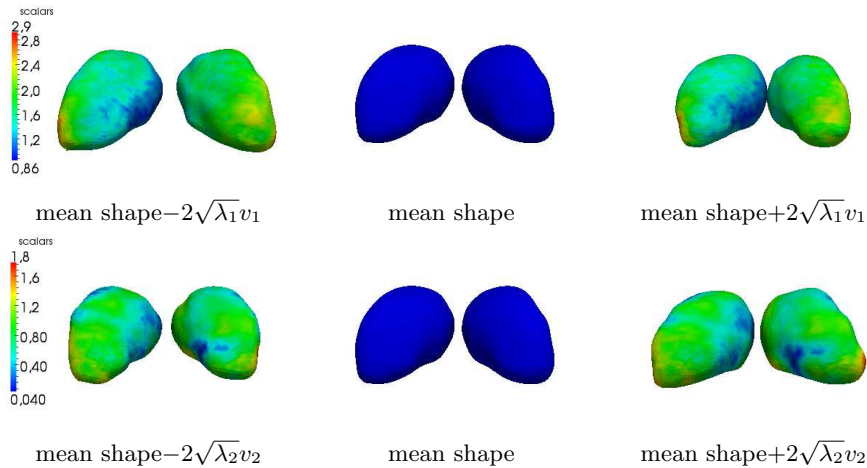 scalars
2,9
2,8
2,4
2,0
1,6
1,2
0,86
mean shape−2√λ₁v₁
mean shape
mean shape+2√λ₁v₁
scalars
1,8
1,6
1,2
0,80
0,40
0,040
mean shape−2√λ₂v₂
mean shape
mean shape+2√λ₂v₂